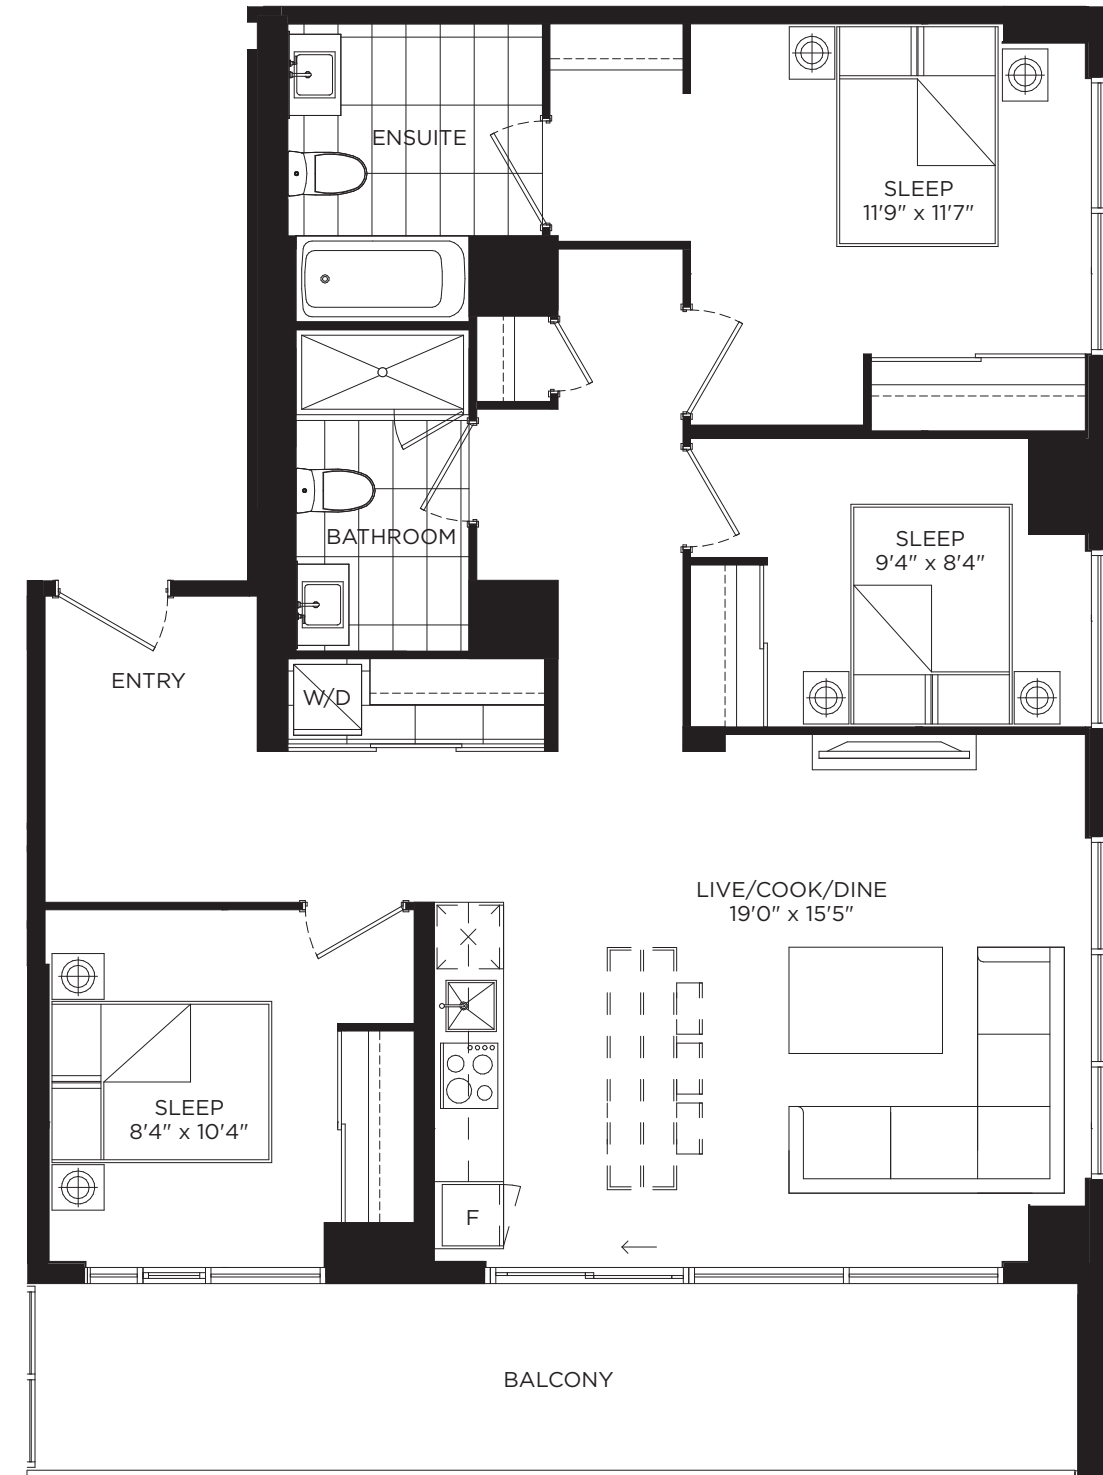 ENSUITE
SLEEP
11'9" x 11'7"
SLEEP
9'4" x 8'4"
BATHROOM
ENTRY
W/D
LIVE/COOK/DINE
19'0" x 15'5"
SLEEP
8'4" x 10'4"
F
BALCONY